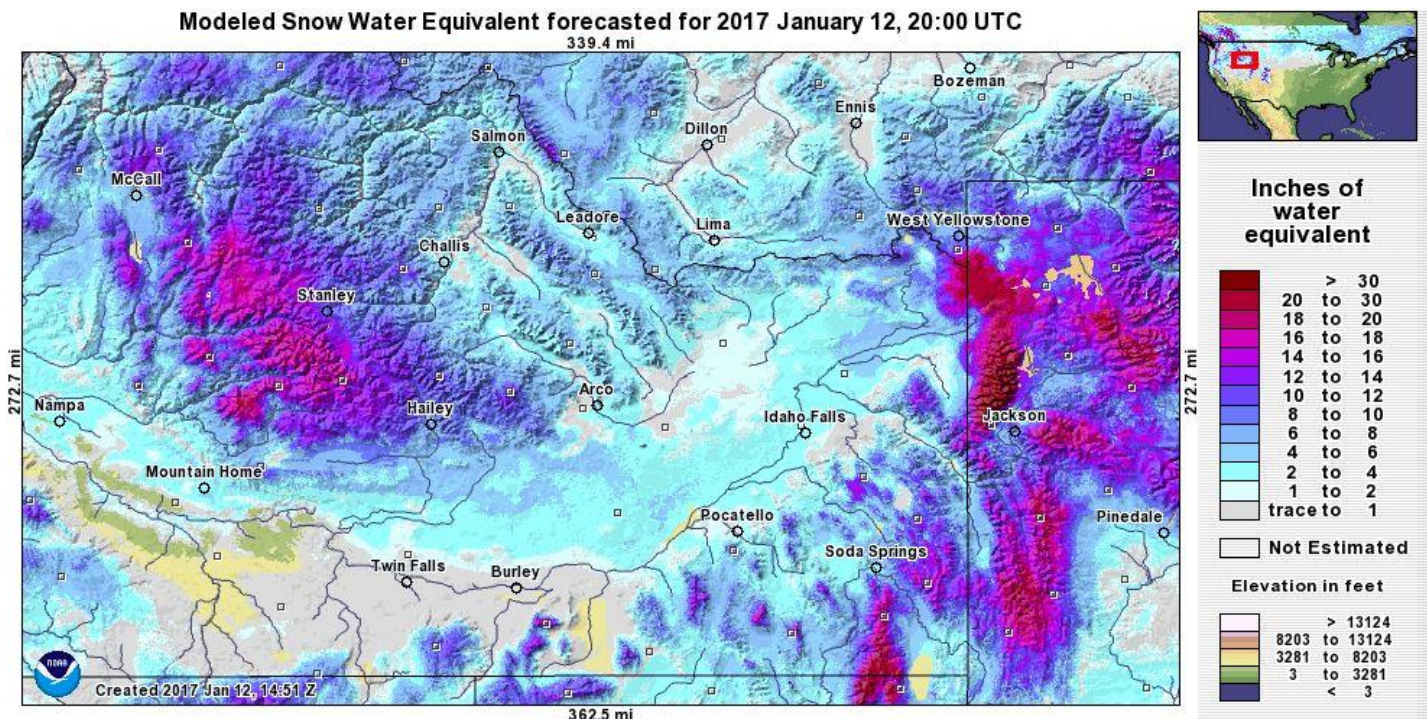 Modeled Snow Water Equivalent forecasted for 2017 January 12, 20:00 UTC
339.4 mi
Bozeman
Ennis
Dillon
Salmon
McCall
Leadore
Lima
West Yellowstone
Challis
Stanley
272.7 mi
272.7 mi
Nampa
Arco
Hailey
Idaho Falls
Jackson
Mountain Home
Pocatello
Pinedale
Soda Springs
Twin Falls
Burley
NOAA
Created 2017 Jan 12, 14:51 Z
362.5 mi
Inches of
water
equivalent
> 30
20 to 30
18 to 20
16 to 18
14 to 16
12 to 14
10 to 12
8 to 10
6 to 8
4 to 6
2 to 4
1 to 2
trace to 1
Not Estimated
Elevation in feet
> 13124
8203 to 13124
3281 to 8203
3 to 3281
< 3